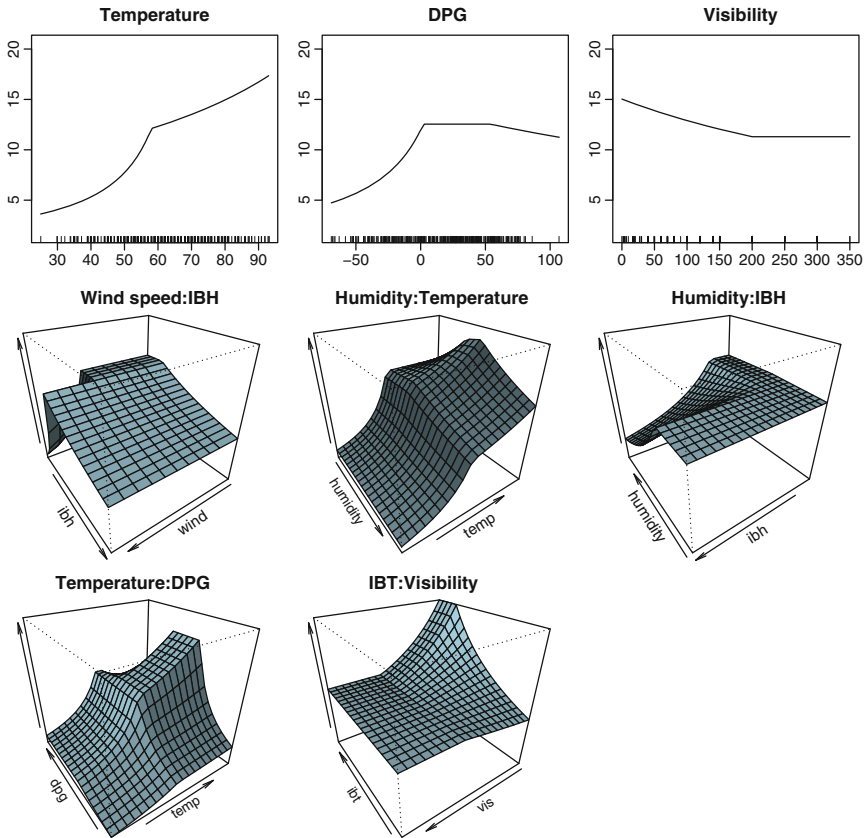 Temperature DPG Visibility
20 20 20
15 15 15
10 10 10
5 5 5
30 40 50 60 70 80 90 −50 0 50 100 0 50 100 150 200 250 300 350
Wind speed:IBH Humidity:Temperature Humidity:IBH
ibh wind humidity temp humidity ibh
Temperature:DPG IBT:Visibility
dpg temp ibt vis